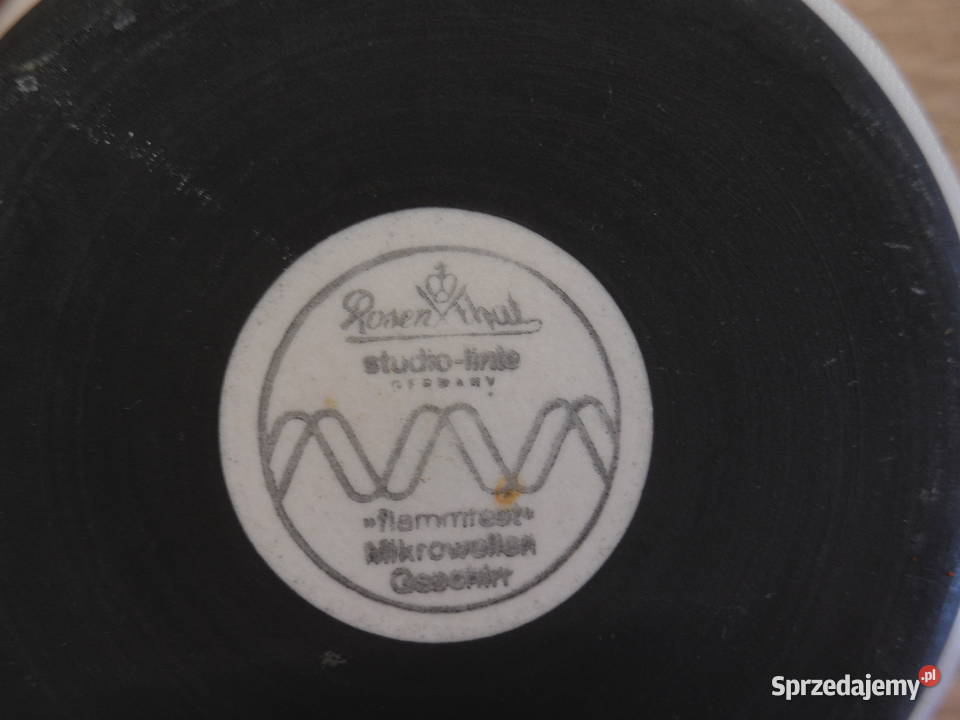 Rosenthal
studio-linie
GERMANY
»flammfest«
Mikrowellen
Geschirr
Sprzedajemy.pl